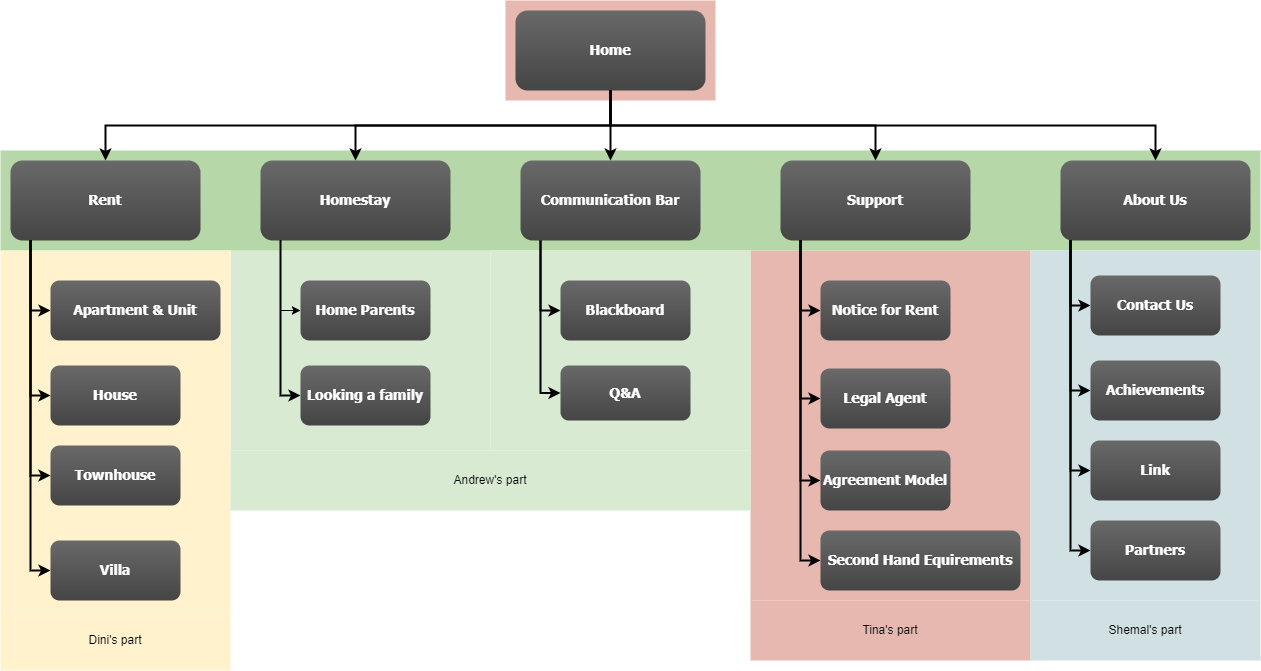 Home
Rent
Homestay
Communication Bar
Support
About Us
Apartment & Unit
House
Townhouse
Villa
Dini's part
Home Parents
Looking a family
Blackboard
Q&A
Andrew's part
Notice for Rent
Legal Agent
Agreement Model
Second Hand Equirements
Tina's part
Contact Us
Achievements
Link
Partners
Shemal's part